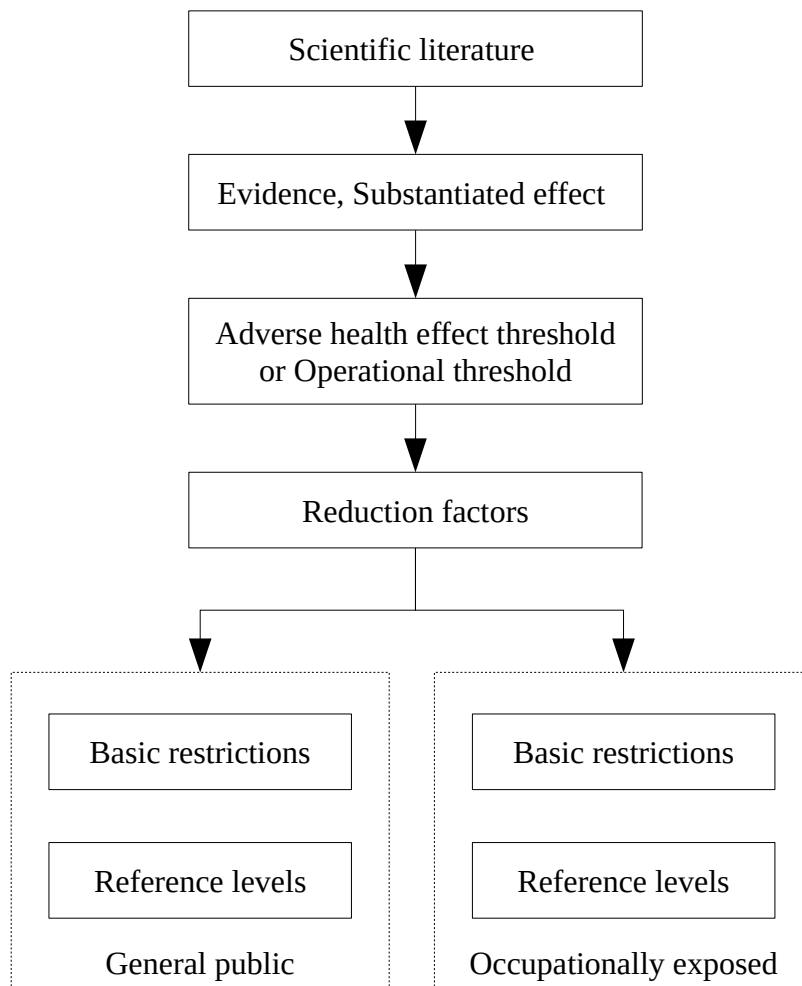 Scientific literature
Evidence, Substantiated effect
Adverse health effect threshold
or Operational threshold
Reduction factors
Basic restrictions
Reference levels
General public
Basic restrictions
Reference levels
Occupationally exposed